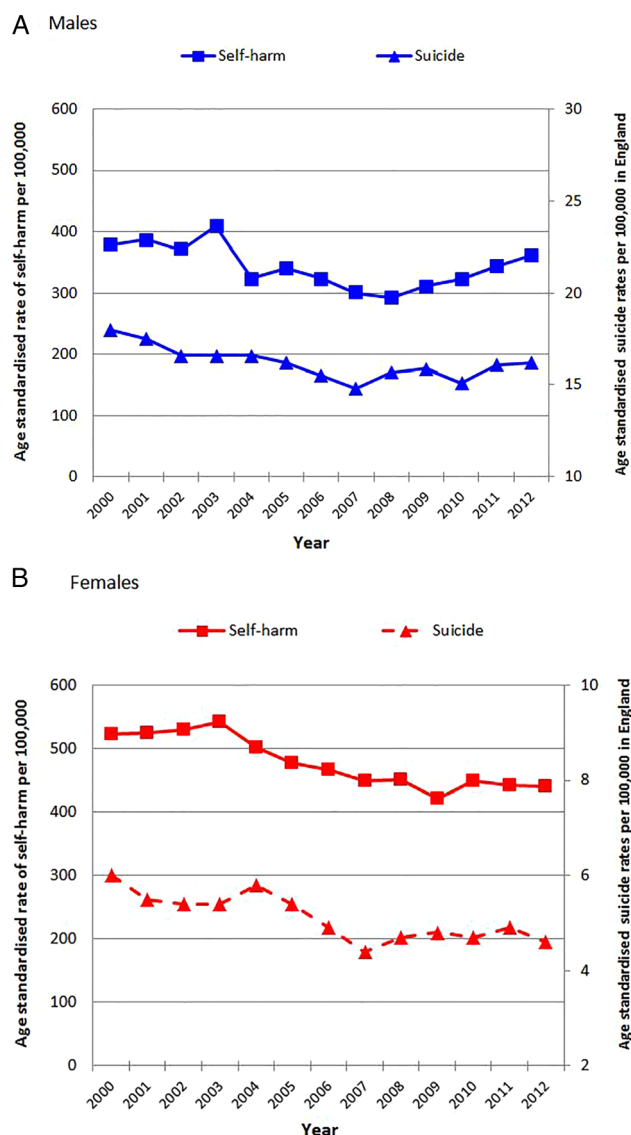 A Males
Self-harm Suicide
600
500
400
300
200
100
0
Age standardised rate of self-harm per 100,000
30
25
20
15
10
Age standardised suicide rates per 100,000 in England
2000 2001 2002 2003 2004 2005 2006 2007 2008 2009 2010 2011 2012
Year
B Females
Self-harm Suicide
600
500
400
300
200
100
0
Age standardised rate of self-harm per 100,000
10
8
6
4
2
Age standardised suicide rates per 100,000 in England
2000 2001 2002 2003 2004 2005 2006 2007 2008 2009 2010 2011 2012
Year